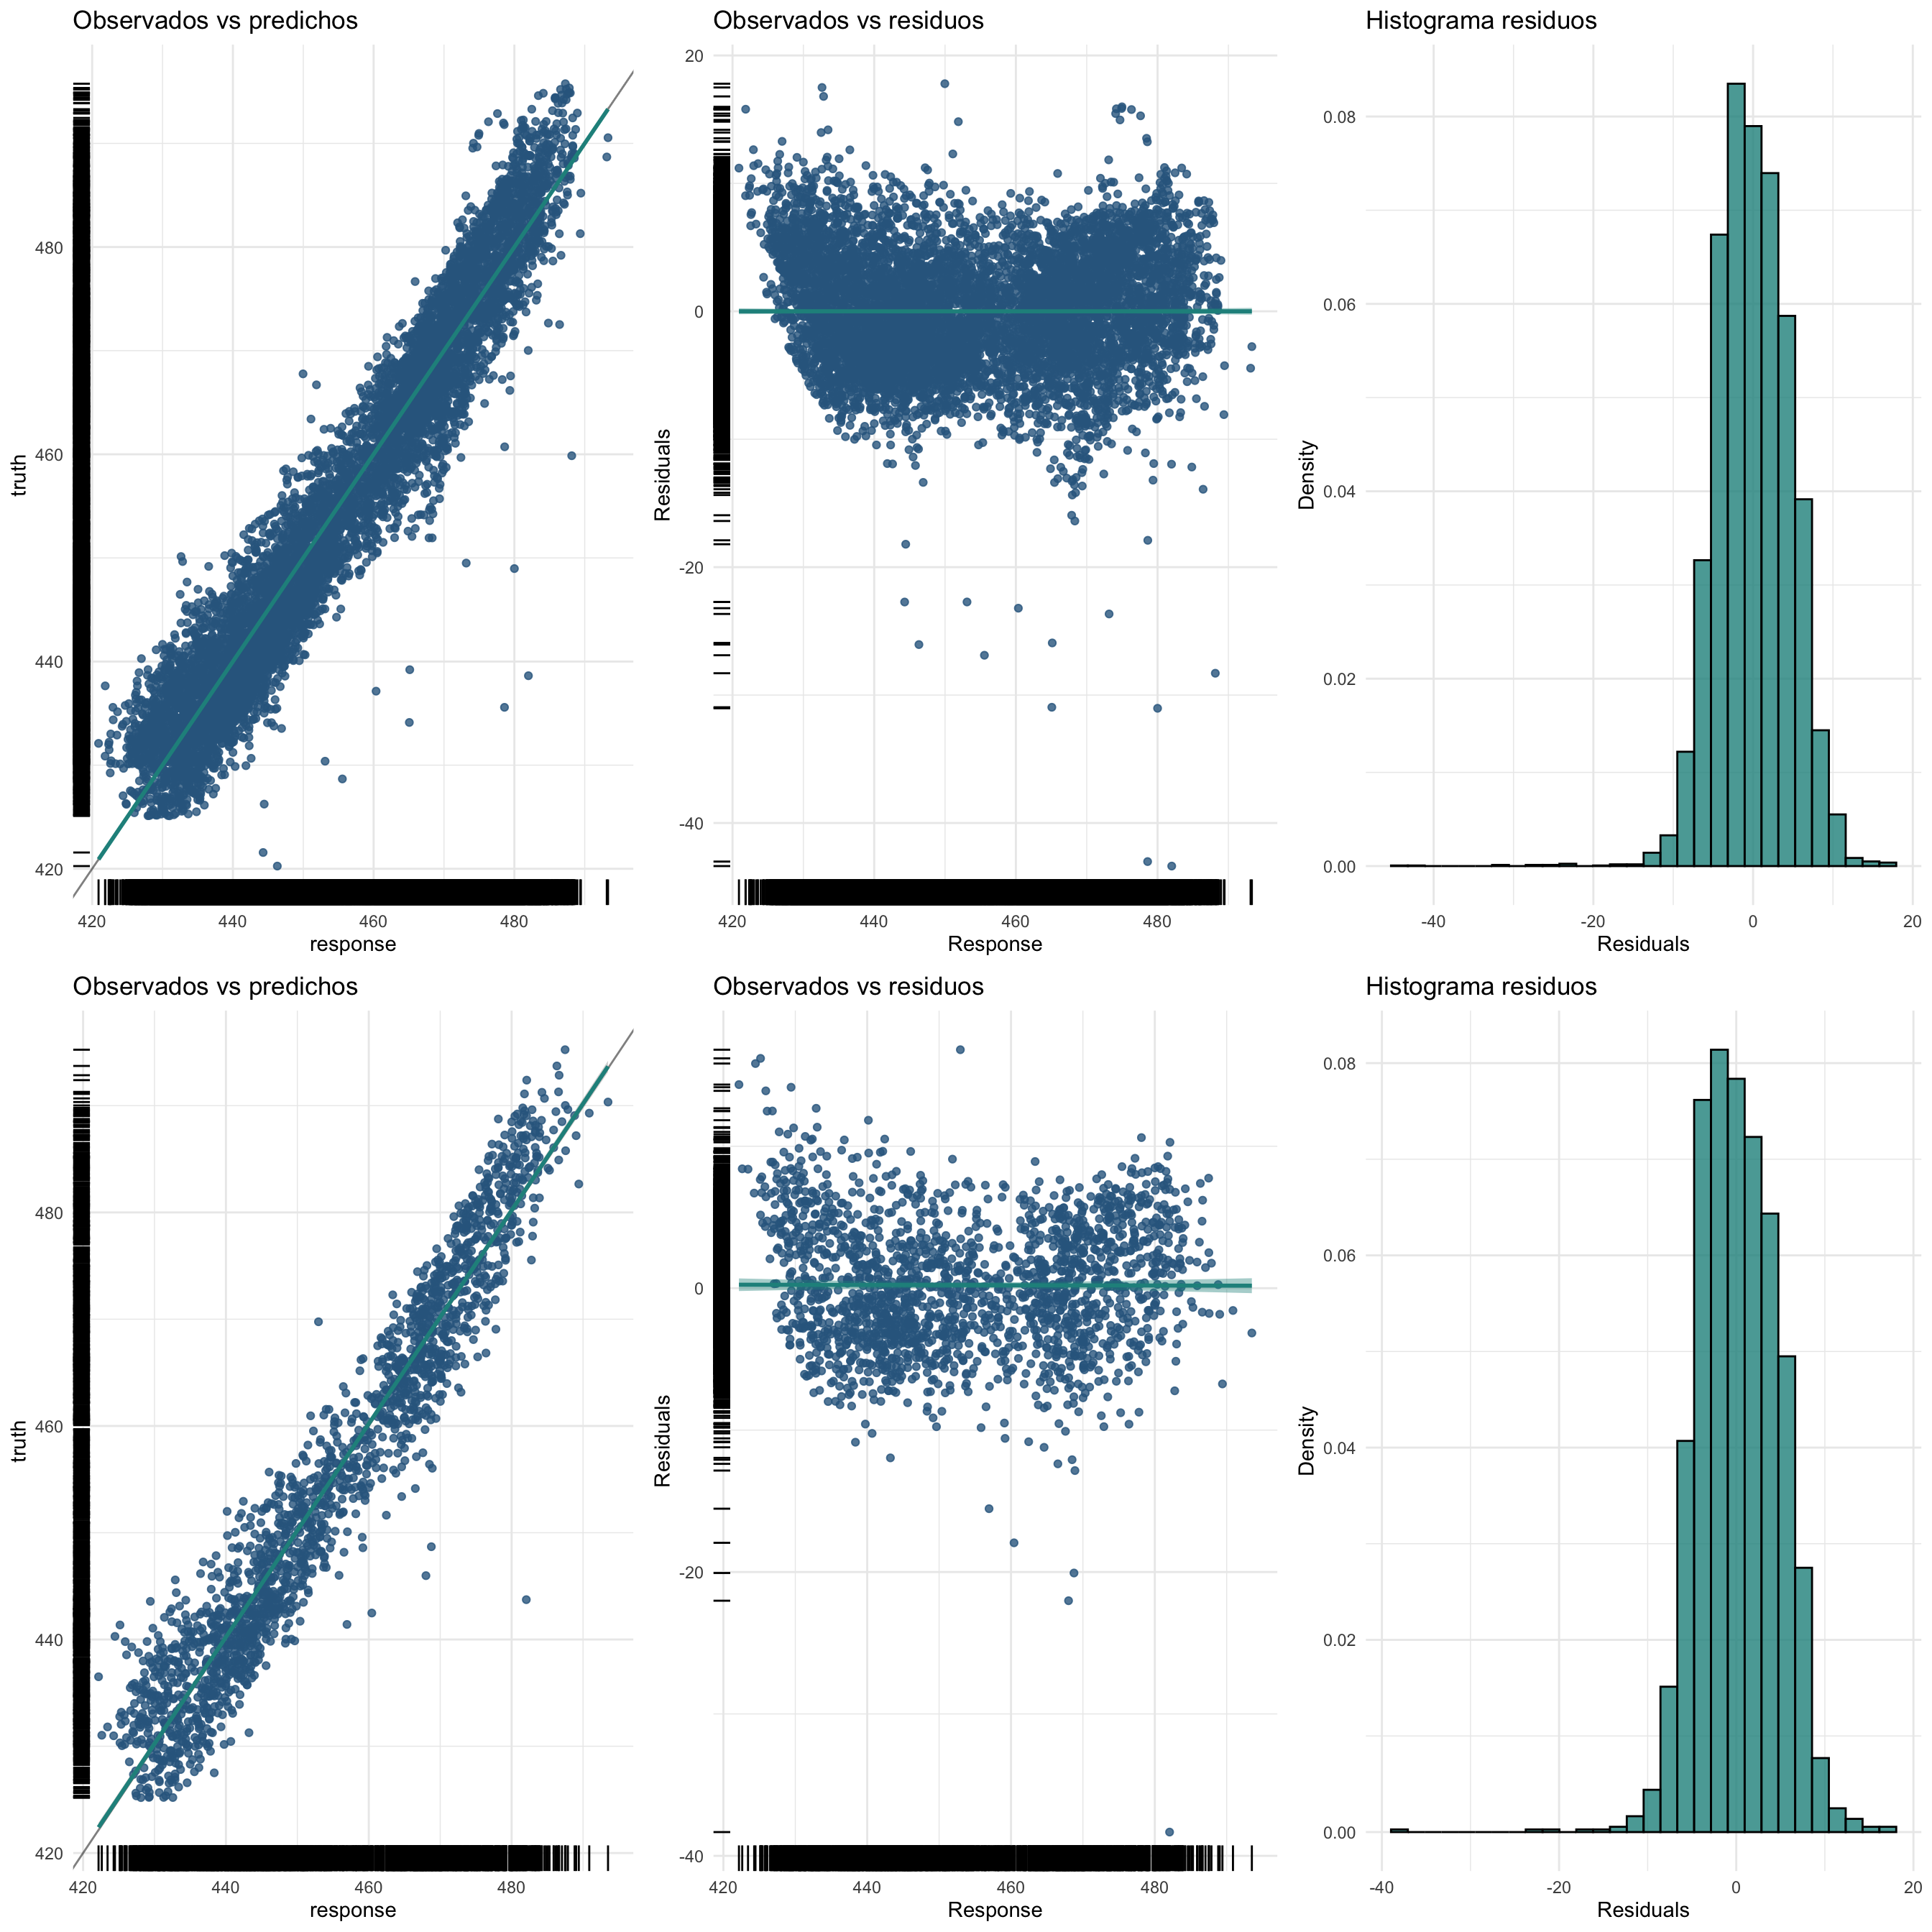 Observados vs predichos
truth
480
460
440
420
420 440 460 480
response
Observados vs residuos
Residuals
20
0
-20
-40
420 440 460 480
Response
Histograma residuos
Density
0.08
0.06
0.04
0.02
0.00
-40 -20 0 20
Residuals
Observados vs predichos
truth
480
460
440
420
420 440 460 480
response
Observados vs residuos
Residuals
0
-20
-40
420 440 460 480
Response
Histograma residuos
Density
0.08
0.06
0.04
0.02
0.00
-40 -20 0 20
Residuals